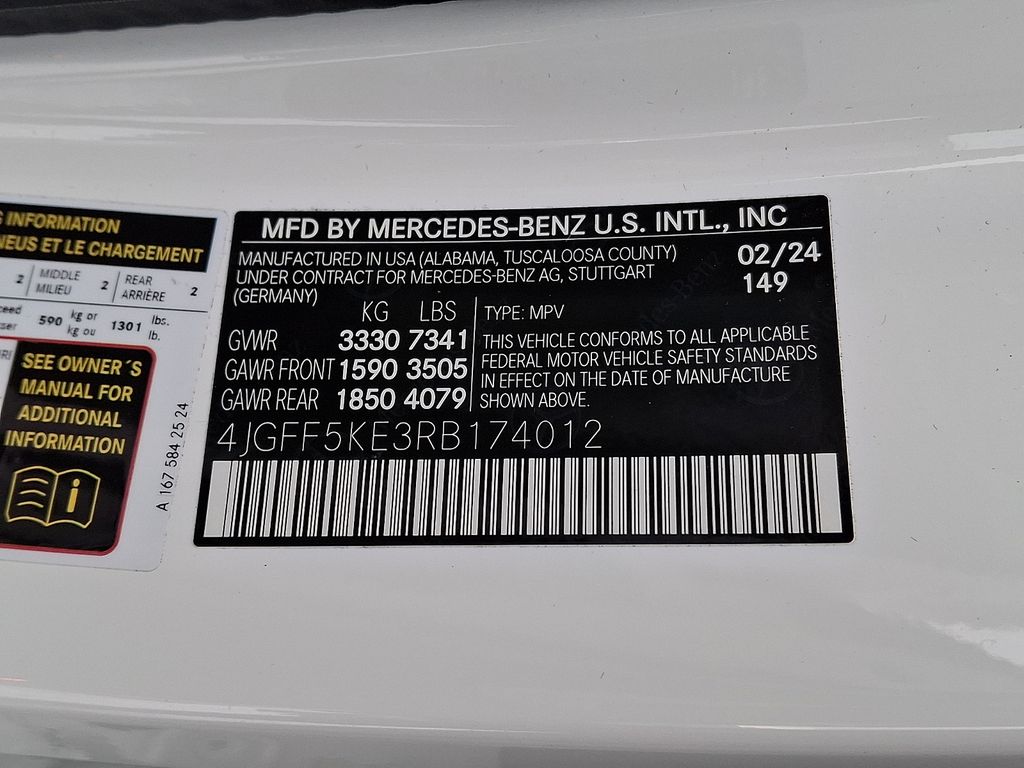 S INFORMATION
NEUS ET LE CHARGEMENT
2 MIDDLE MILIEU 2 REAR ARRIÈRE 2
590 kg or kg ou 1301 lbs. lb.
SEE OWNER´S
MANUAL FOR
ADDITIONAL
INFORMATION
i
A 167 584 25 24
MFD BY MERCEDES-BENZ U.S. INTL., INC
MANUFACTURED IN USA (ALABAMA, TUSCALOOSA COUNTY)
UNDER CONTRACT FOR MERCEDES-BENZ AG, STUTTGART
(GERMANY)
02/24
149
KG LBS
GVWR 3330 7341
GAWR FRONT 1590 3505
GAWR REAR 1850 4079
TYPE: MPV
THIS VEHICLE CONFORMS TO ALL APPLICABLE
FEDERAL MOTOR VEHICLE SAFETY STANDARDS
IN EFFECT ON THE DATE OF MANUFACTURE
SHOWN ABOVE.
4JGFF5KE3RB174012